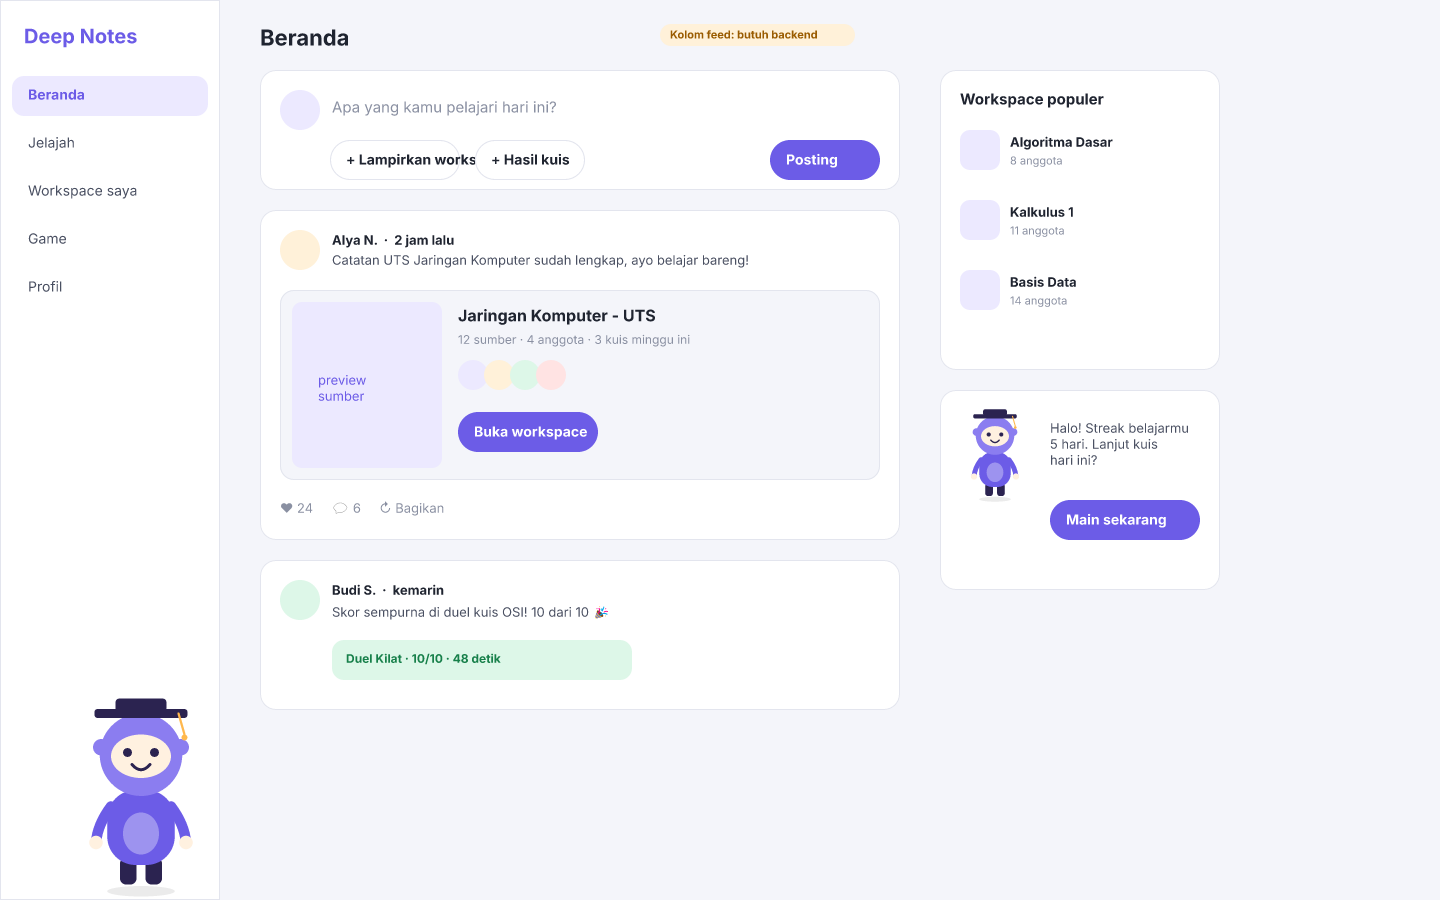 Deep Notes
Beranda
Jelajah
Workspace saya
Game
Profil
Beranda
Kolom feed: butuh backend
Apa yang kamu pelajari hari ini?
+ Lampirkan works
+ Hasil kuis
Posting
Alya N. · 2 jam lalu
Catatan UTS Jaringan Komputer sudah lengkap, ayo belajar bareng!
preview
sumber
Jaringan Komputer - UTS
12 sumber · 4 anggota · 3 kuis minggu ini
Buka workspace
♥ 24 💬 6 ↻ Bagikan
Budi S. · kemarin
Skor sempurna di duel kuis OSI! 10 dari 10 🎉
Duel Kilat · 10/10 · 48 detik
Workspace populer
Algoritma Dasar
8 anggota
Kalkulus 1
11 anggota
Basis Data
14 anggota
Halo! Streak belajarmu
5 hari. Lanjut kuis
hari ini?
Main sekarang